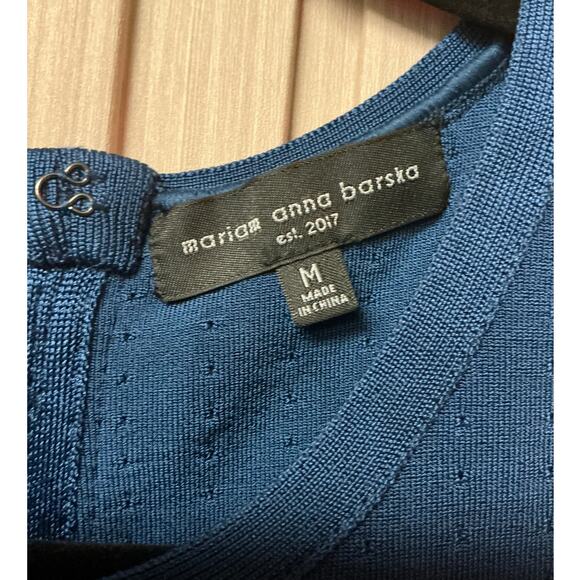 mariam anna barska
est. 2017
M
MADE
IN CHINA